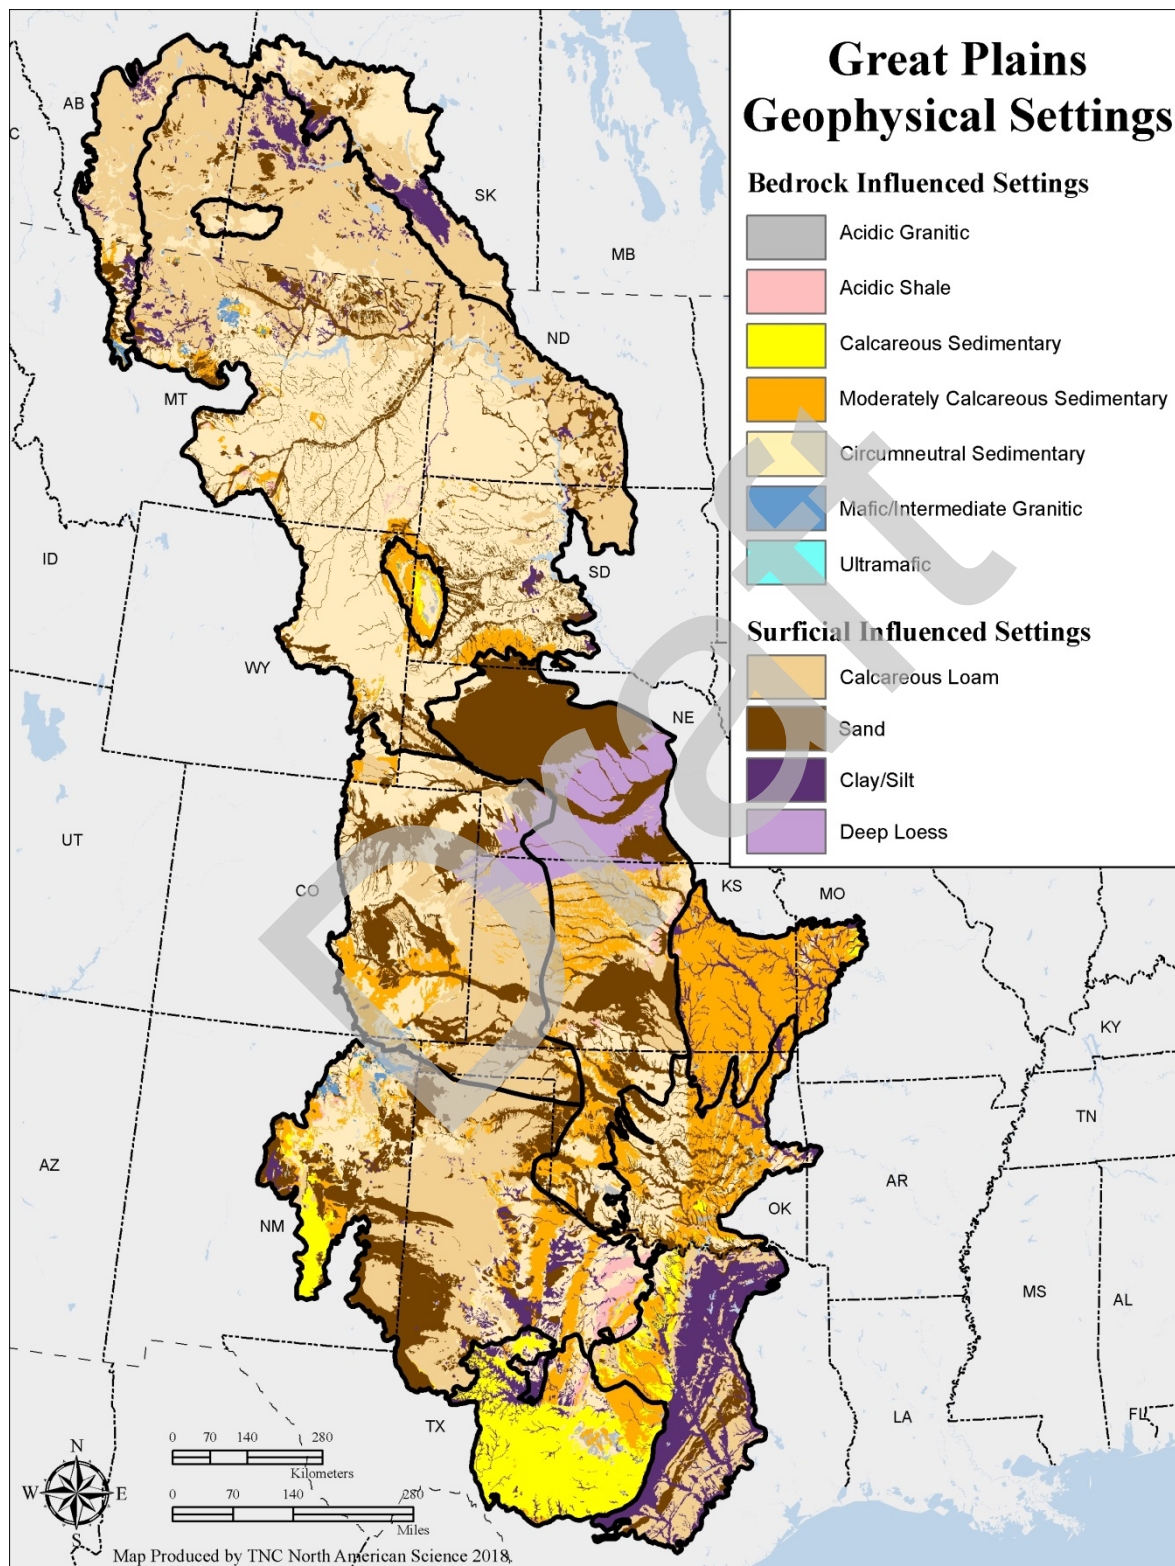 Great Plains
Geophysical Settings
Bedrock Influenced Settings
Acidic Granitic
Acidic Shale
Calcareous Sedimentary
Moderately Calcareous Sedimentary
Circumneutral Sedimentary
Mafic/Intermediate Granitic
Ultramafic
Surficial Influenced Settings
Calcareous Loam
Sand
Clay/Silt
Deep Loess
Draft
AB
C
SK
MB
ND
MT
ID
SD
WY
NE
UT
CO
KS
MO
KY
TN
AZ
NM
OK
AR
MS
AL
TX
LA
FL
N
W E
S
0 70 140 280
Kilometers
0 70 140 280
Miles
Map Produced by TNC North American Science 2018